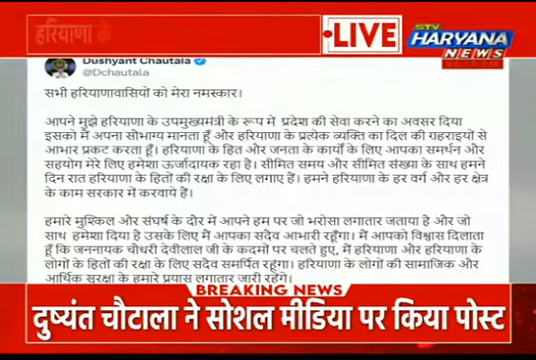 हरियाणा के
LIVE
STV
HARYANA
NEWS
Dushyant Chautala
@Dchautala
सभी हरियाणावासियों को मेरा नमस्कार।
आपने मुझे हरियाणा के उपमुख्यमंत्री के रूप में प्रदेश की सेवा करने का अवसर दिया
इसको में अपना सौभाग्य मानता हूँ और हरियाणा के प्रत्येक व्यक्ति का दिल की गहराइयों से
आभार प्रकट करता हूँ। हरियाणा के हित और जनता के कार्यों के लिए आपका समर्थन और
सहयोग मेरे लिए हमेशा ऊर्जादायक रहा है। सीमित समय और सीमित संख्या के साथ हमने
दिन रात हरियाणा के हितों की रक्षा के लिए लगाए हैं। हमने हरियाणा के हर वर्ग और हर क्षेत्र
के काम सरकार में करवाये हैं।
हमारे मुश्किल और संघर्ष के दौर में आपने हम पर जो भरोसा लगातार जताया है और जो
साथ हमेशा दिया है उसके लिए मैं आपका सदैव आभारी रहूँगा। मैं आपको विश्वास दिलाता
हूँ कि जननायक चौधरी देवीलाल जी के कदमों पर चलते हुए, में हरियाणा और हरियाणा के
लोगों के हितों की रक्षा के लिए सदैव समर्पित रहूंगा। हरियाणा के लोगों की सामाजिक और
आर्थिक सुरक्षा के हमारे प्रयास लगातार जारी रहेंगे।
BREAKING NEWS
दुष्यंत चौटाला ने सोशल मीडिया पर किया पोस्ट